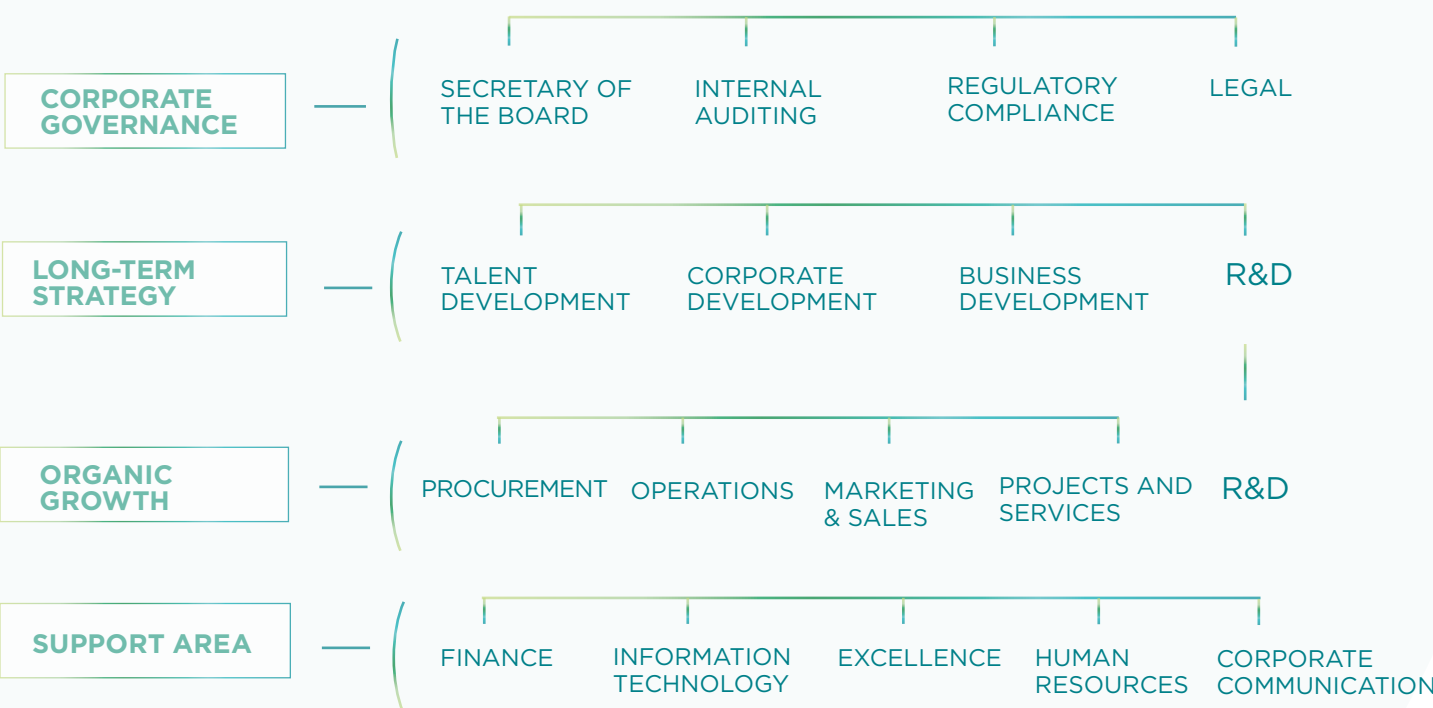 CORPORATE
GOVERNANCE
SECRETARY OF
THE BOARD
INTERNAL
AUDITING
REGULATORY
COMPLIANCE
LEGAL
LONG-TERM
STRATEGY
TALENT
DEVELOPMENT
CORPORATE
DEVELOPMENT
BUSINESS
DEVELOPMENT
R&D
ORGANIC
GROWTH
PROCUREMENT
OPERATIONS
MARKETING
& SALES
PROJECTS AND
SERVICES
R&D
SUPPORT AREA
FINANCE
INFORMATION
TECHNOLOGY
EXCELLENCE
HUMAN
RESOURCES
CORPORATE
COMMUNICATION